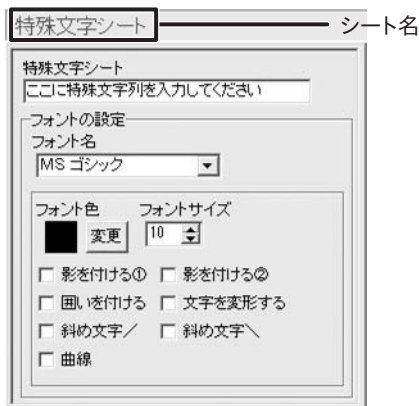 特殊文字シート
シート名
特殊文字シート
ここに特殊文字列を入力してください
フォントの設定
フォント名
MS ゴシック
フォント色 フォントサイズ
変更 10
影を付ける① 影を付ける②
囲いを付ける 文字を変形する
斜め文字／ 斜め文字＼
曲線